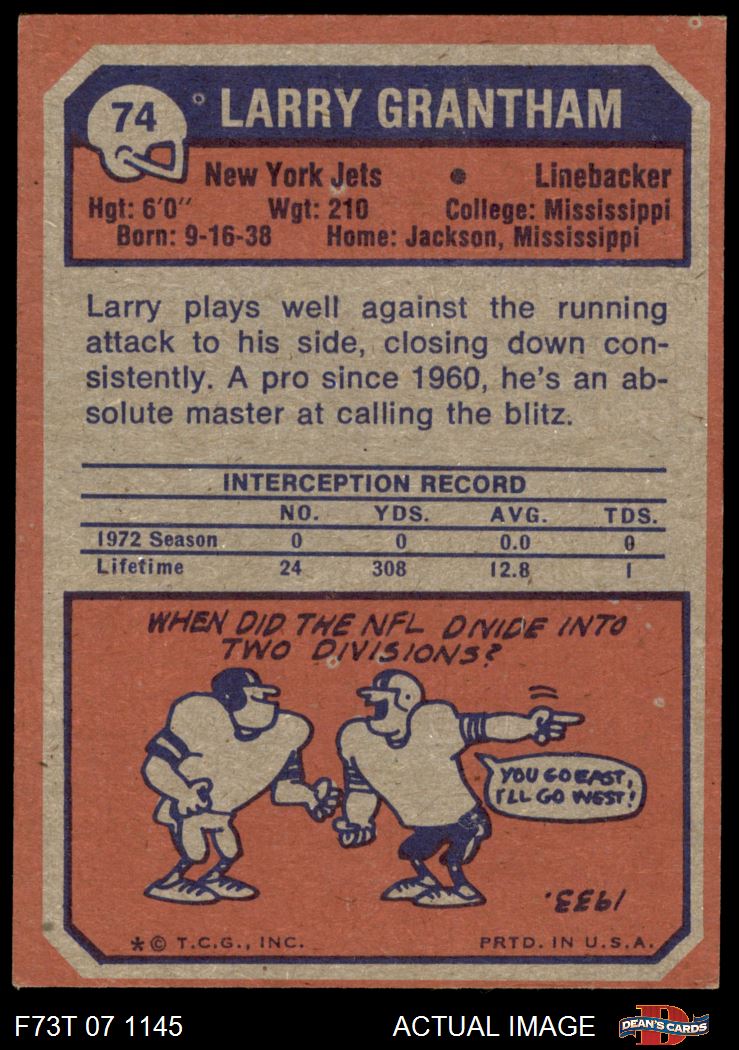 74
LARRY GRANTHAM
New York Jets • Linebacker
Hgt: 6'0" Wgt: 210 College: Mississippi
Born: 9-16-38 Home: Jackson, Mississippi
Larry plays well against the running
attack to his side, closing down con-
sistently. A pro since 1960, he's an ab-
solute master at calling the blitz.
INTERCEPTION RECORD
NO. YDS. AVG. TDS.
1972 Season 0 0 0.0 0
Lifetime 24 308 12.8 1
WHEN DID THE NFL DIVIDE INTO
TWO DIVISIONS?
YOU GO EAST,
I'LL GO WEST!
1933.
*© T.C.G., INC. PRTD. IN U.S.A.
F73T 07 1145 ACTUAL IMAGE
D
DEAN'S CARDS